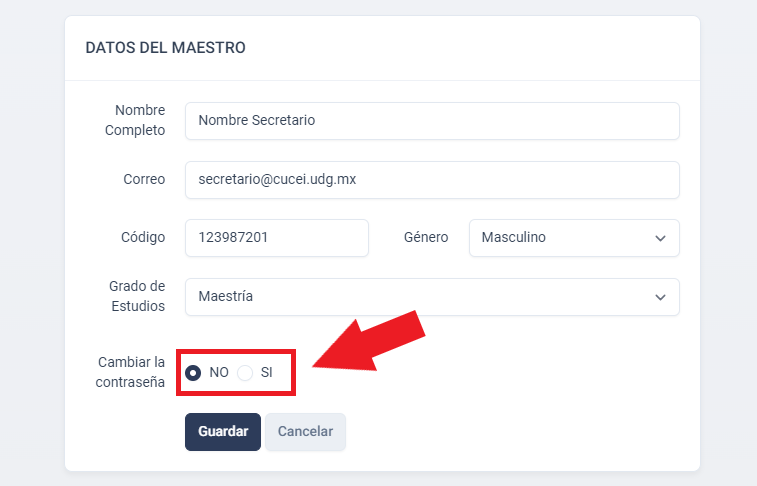 DATOS DEL MAESTRO
Nombre
Completo
Nombre Secretario
Correo
secretario@cucei.udg.mx
Código
123987201
Género
Masculino
Grado de
Estudios
Maestría
Cambiar la
contraseña
NO SI
Guardar
Cancelar